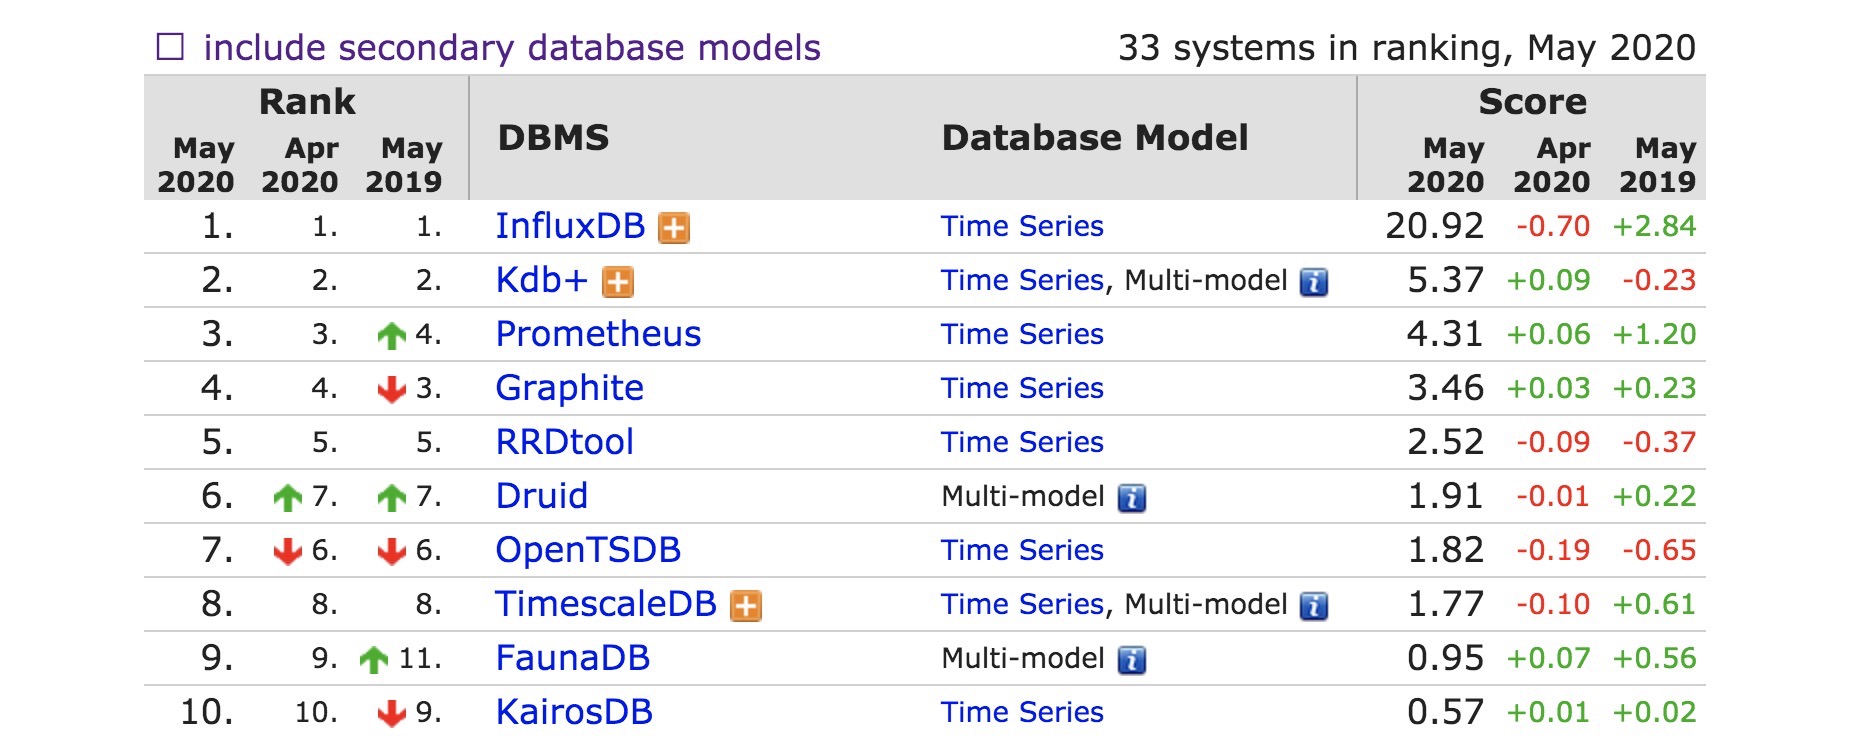 include secondary database models 33 systems in ranking, May 2020
Rank DBMS Database Model Score
May 2020 Apr 2020 May 2019 May 2020 Apr 2020 May 2019
1. 1. 1. InfluxDB Time Series 20.92 -0.70 +2.84
2. 2. 2. Kdb+ Time Series, Multi-model 5.37 +0.09 -0.23
3. 3. 4. Prometheus Time Series 4.31 +0.06 +1.20
4. 4. 3. Graphite Time Series 3.46 +0.03 +0.23
5. 5. 5. RRDtool Time Series 2.52 -0.09 -0.37
6. 7. 7. Druid Multi-model 1.91 -0.01 +0.22
7. 6. 6. OpenTSDB Time Series 1.82 -0.19 -0.65
8. 8. 8. TimescaleDB Time Series, Multi-model 1.77 -0.10 +0.61
9. 9. 11. FaunaDB Multi-model 0.95 +0.07 +0.56
10. 10. 9. KairosDB Time Series 0.57 +0.01 +0.02